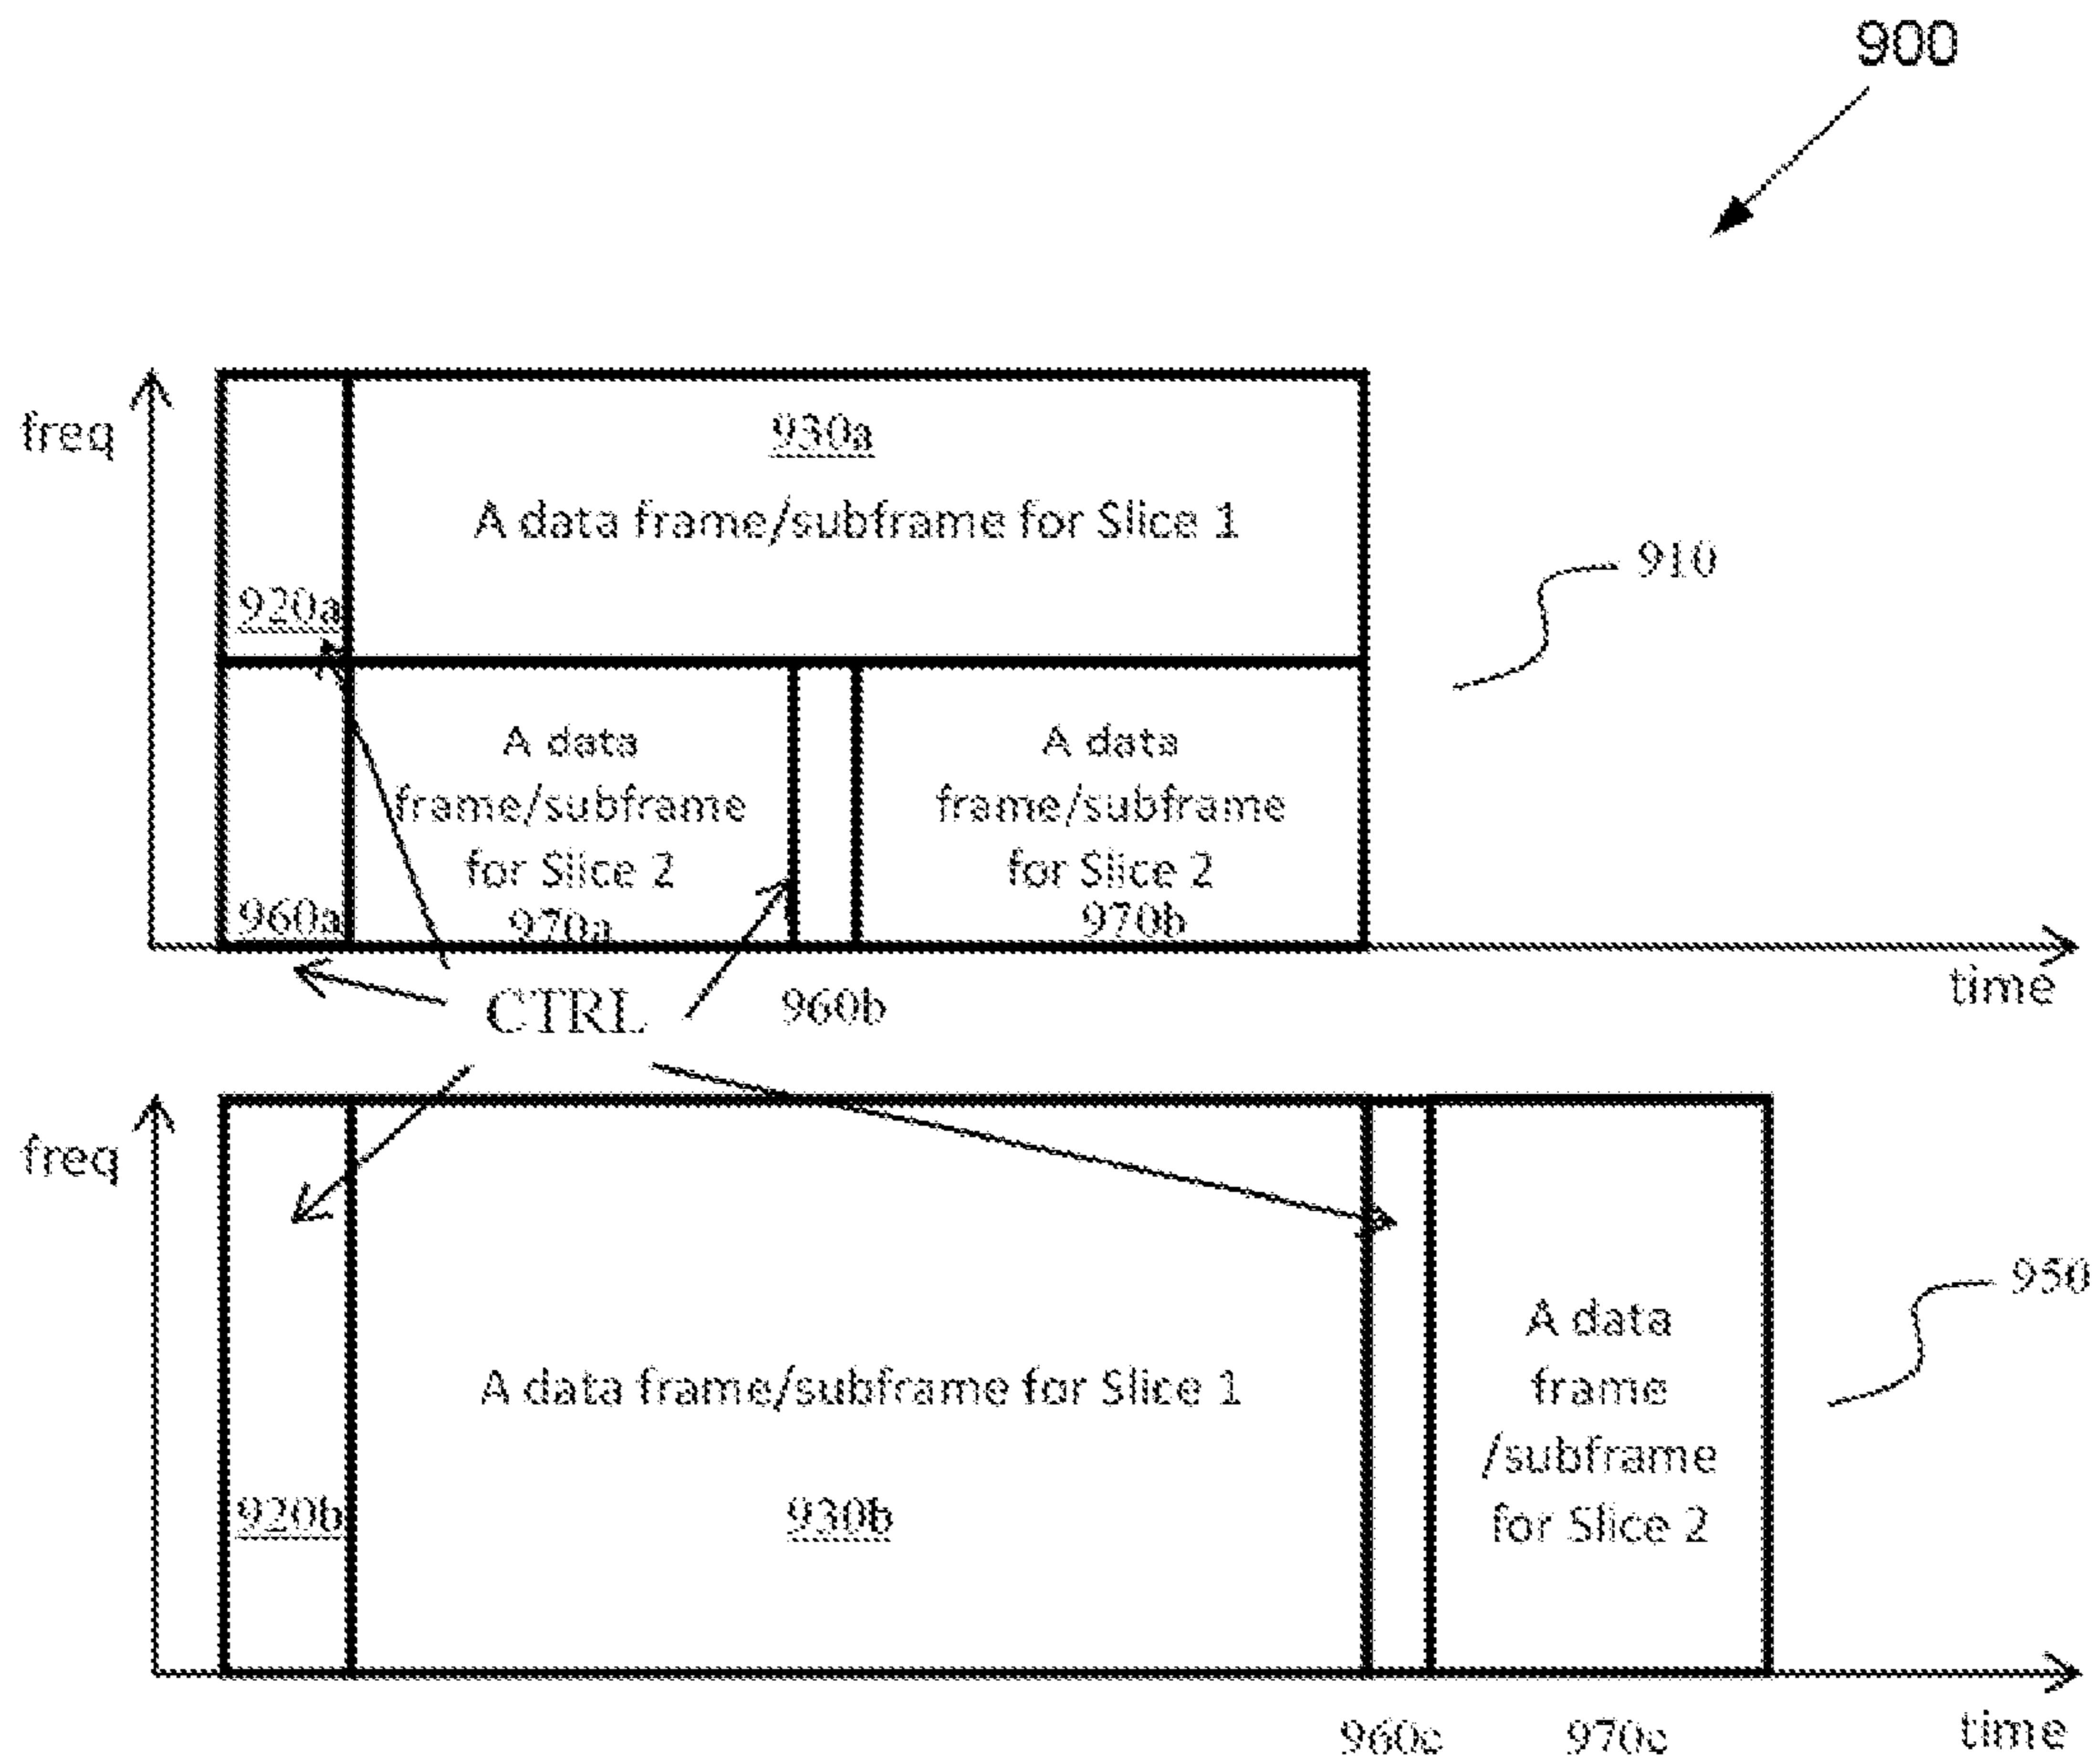 900
freq
930a
A data frame/subframe for Slice 1
910
920a
A data
frame/subframe
for Slice 2
970a
A data
frame/subframe
for Slice 2
970b
960a
time
CTRL
960b
freq
950
A data frame/subframe for Slice 1
930b
920b
A data
frame
/subframe
for Slice 2
960c
970c
time